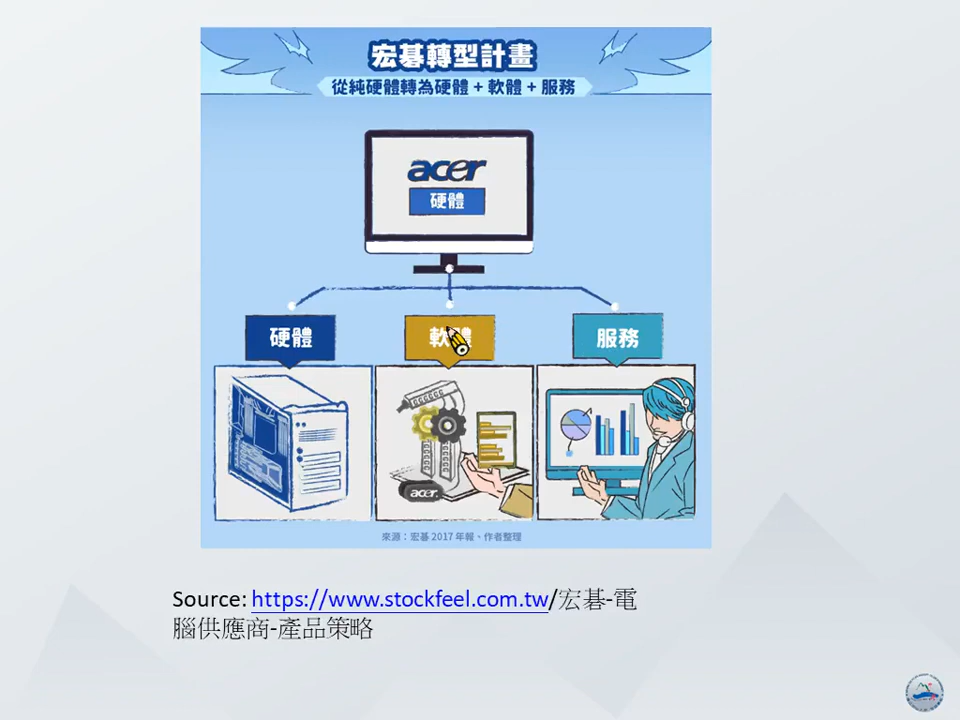 宏碁轉型計畫
從純硬體轉為硬體 + 軟體 + 服務
acer
硬體
硬體
軟體
服務
acer
來源：宏碁 2017 年報、作者整理
Source: https://www.stockfeel.com.tw/宏碁-電
腦供應商-產品策略